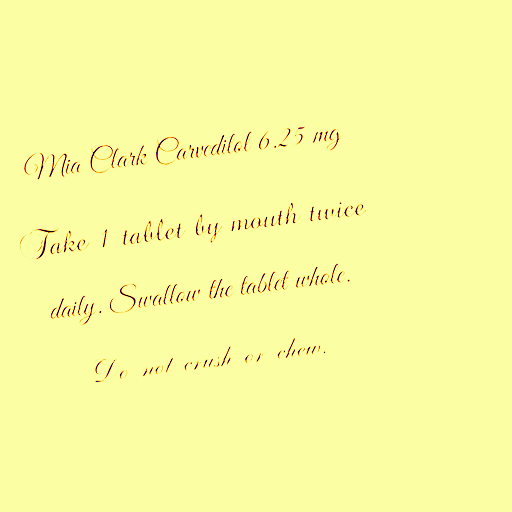 Mia Clark Carvedilol 6.25 mg
Take 1 tablet by mouth twice
daily. Swallow the tablet whole.
Do not crush or chew.